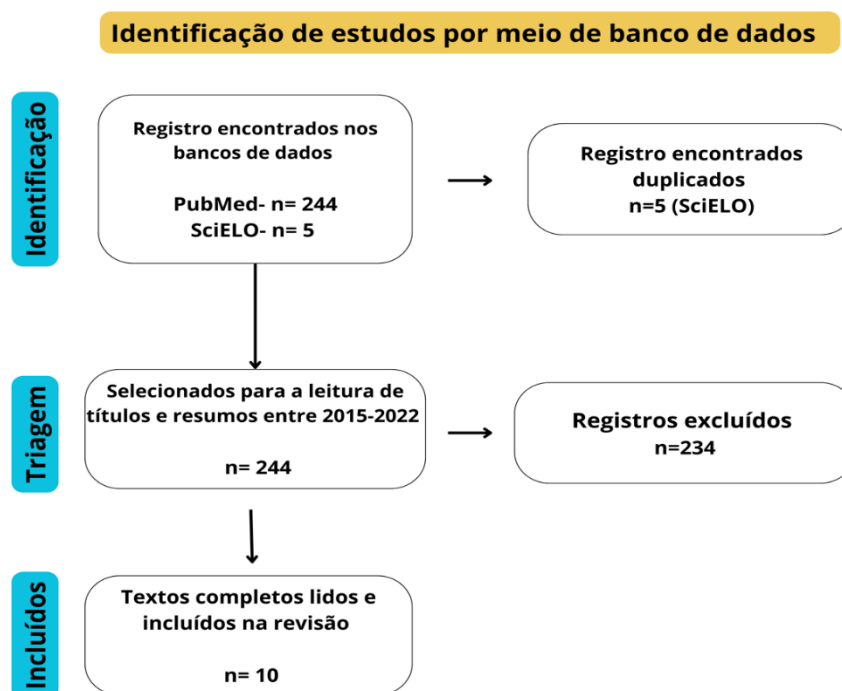 Identificação de estudos por meio de banco de dados
Identificação
Registro encontrados nos
bancos de dados
PubMed- n= 244
SciELO- n= 5
Registro encontrados
duplicados
n=5 (SciELO)
Triagem
Selecionados para a leitura de
títulos e resumos entre 2015-2022
n= 244
Registros excluídos
n=234
Incluídos
Textos completos lidos e
incluídos na revisão
n= 10